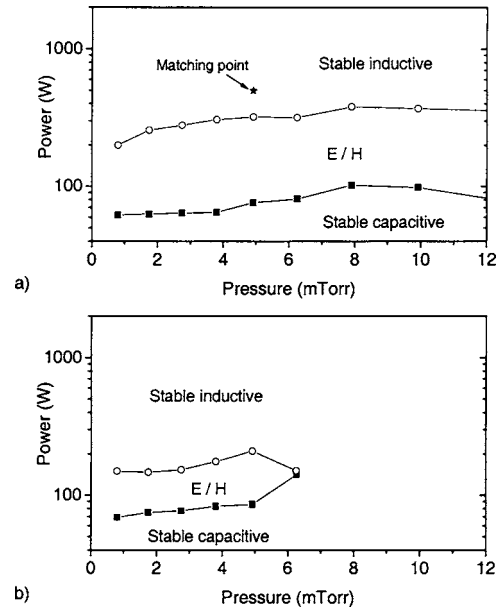 1000
100
Power (W)
Matching point
Stable inductive
E / H
Stable capacitive
0 2 4 6 8 10 12
a)
Pressure (mTorr)
1000
100
Power (W)
Stable inductive
E / H
Stable capacitive
0 2 4 6 8 10 12
b)
Pressure (mTorr)